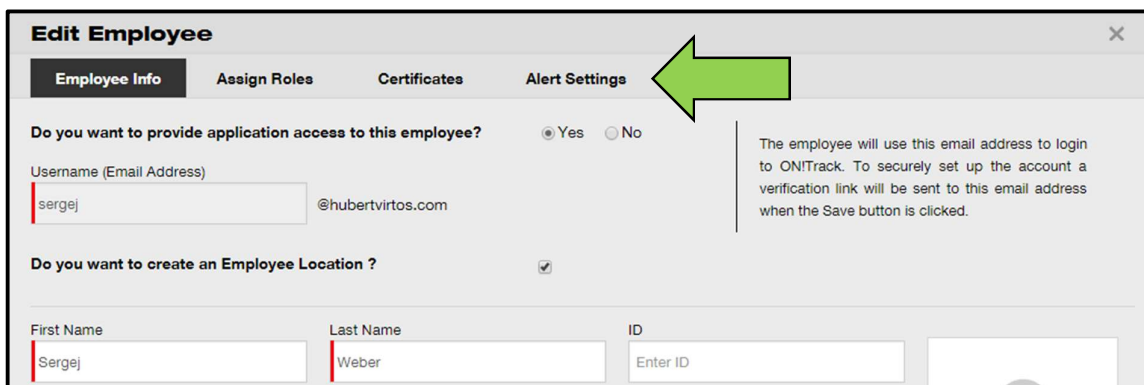 Edit Employee
Employee Info Assign Roles Certificates Alert Settings
Do you want to provide application access to this employee? Yes No
Username (Email Address)
sergej @hubertvirtos.com
The employee will use this email address to login
to ON!Track. To securely set up the account a
verification link will be sent to this email address
when the Save button is clicked.
Do you want to create an Employee Location ?
First Name Last Name ID
Sergej Weber Enter ID